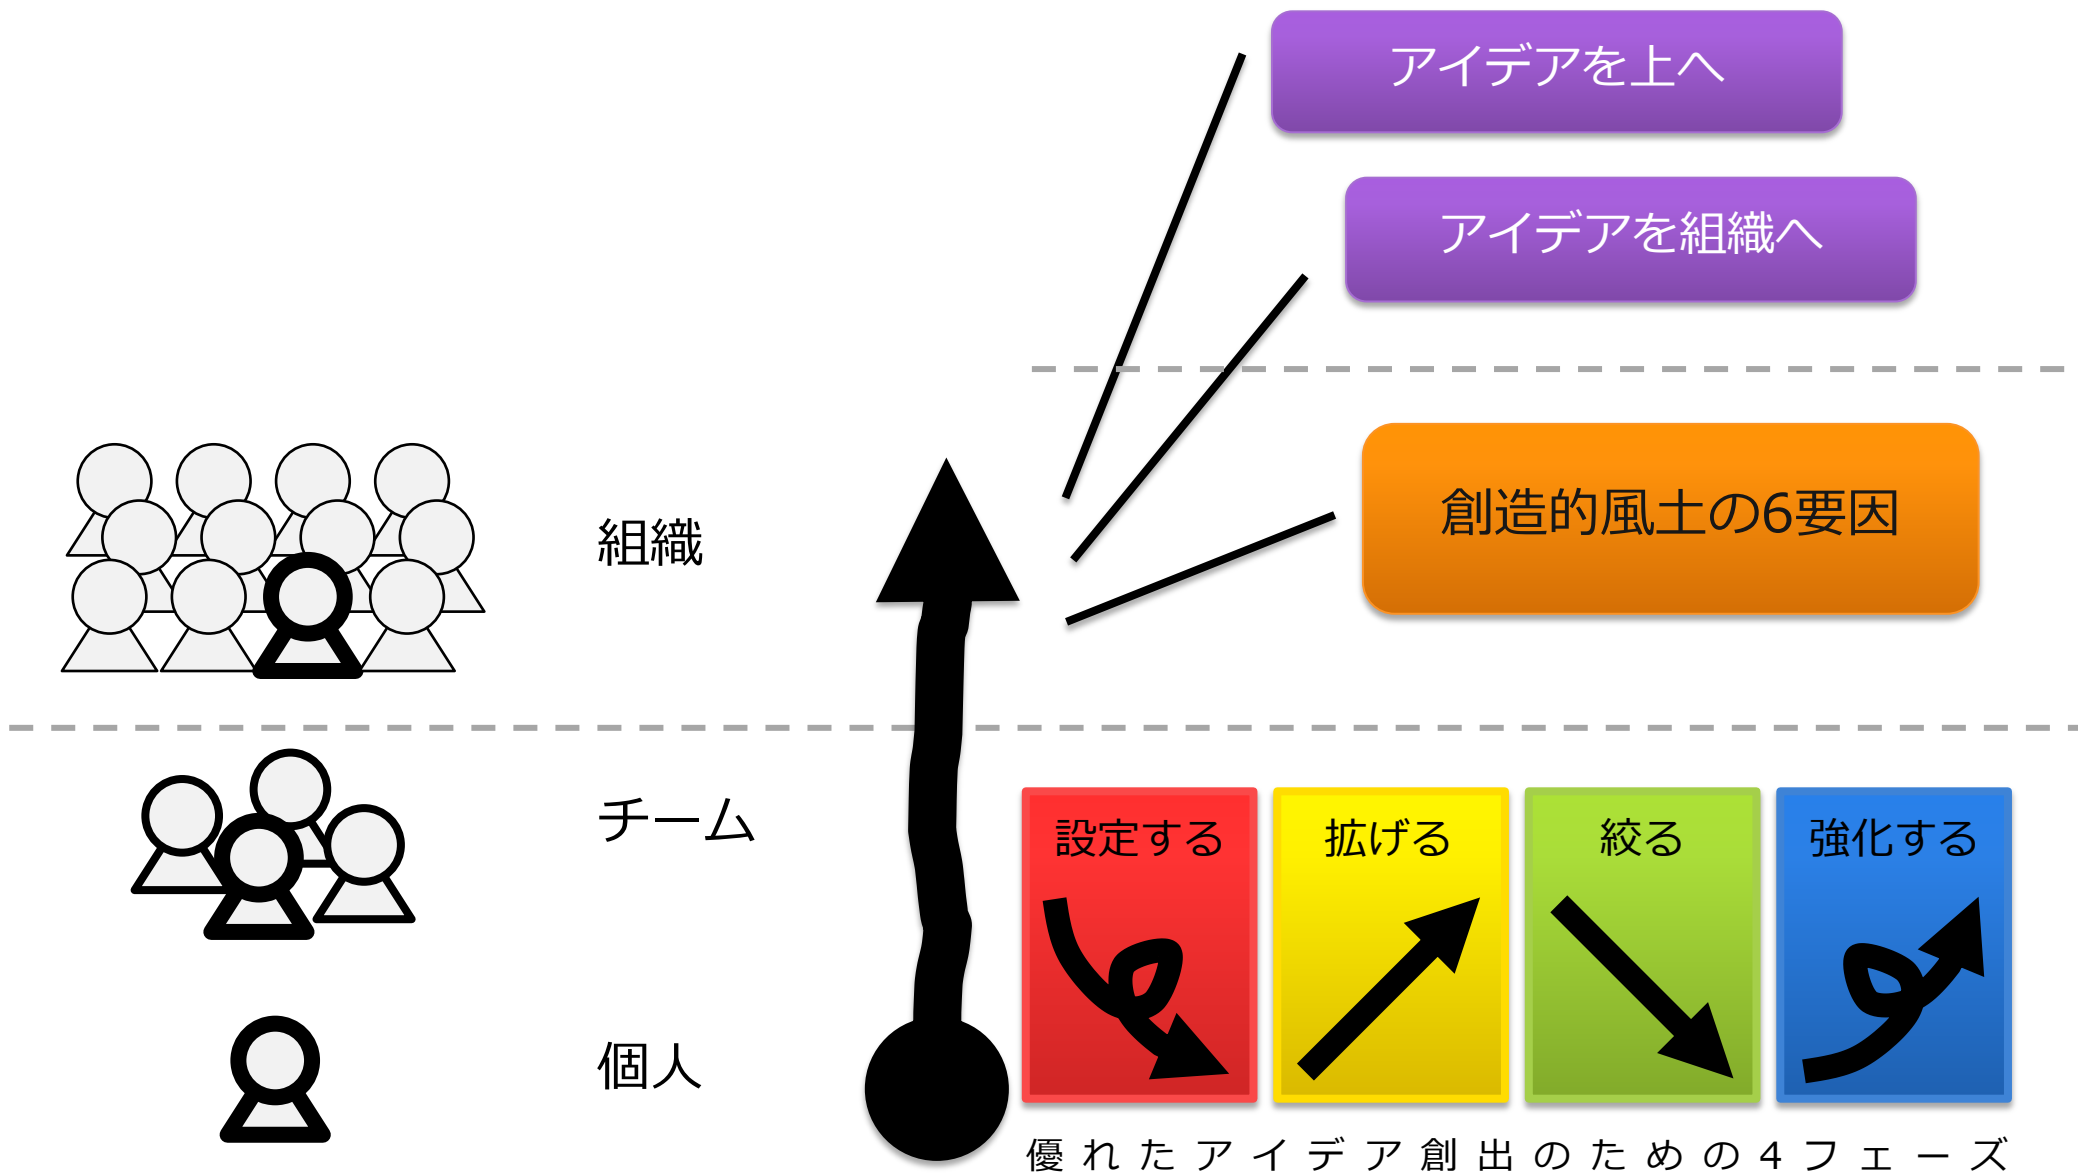 アイデアを上へ
アイデアを組織へ
創造的風土の6要因
組織
チーム
設定する
拡げる
絞る
強化する
個人
優れたアイデア創出のための4フェーズ